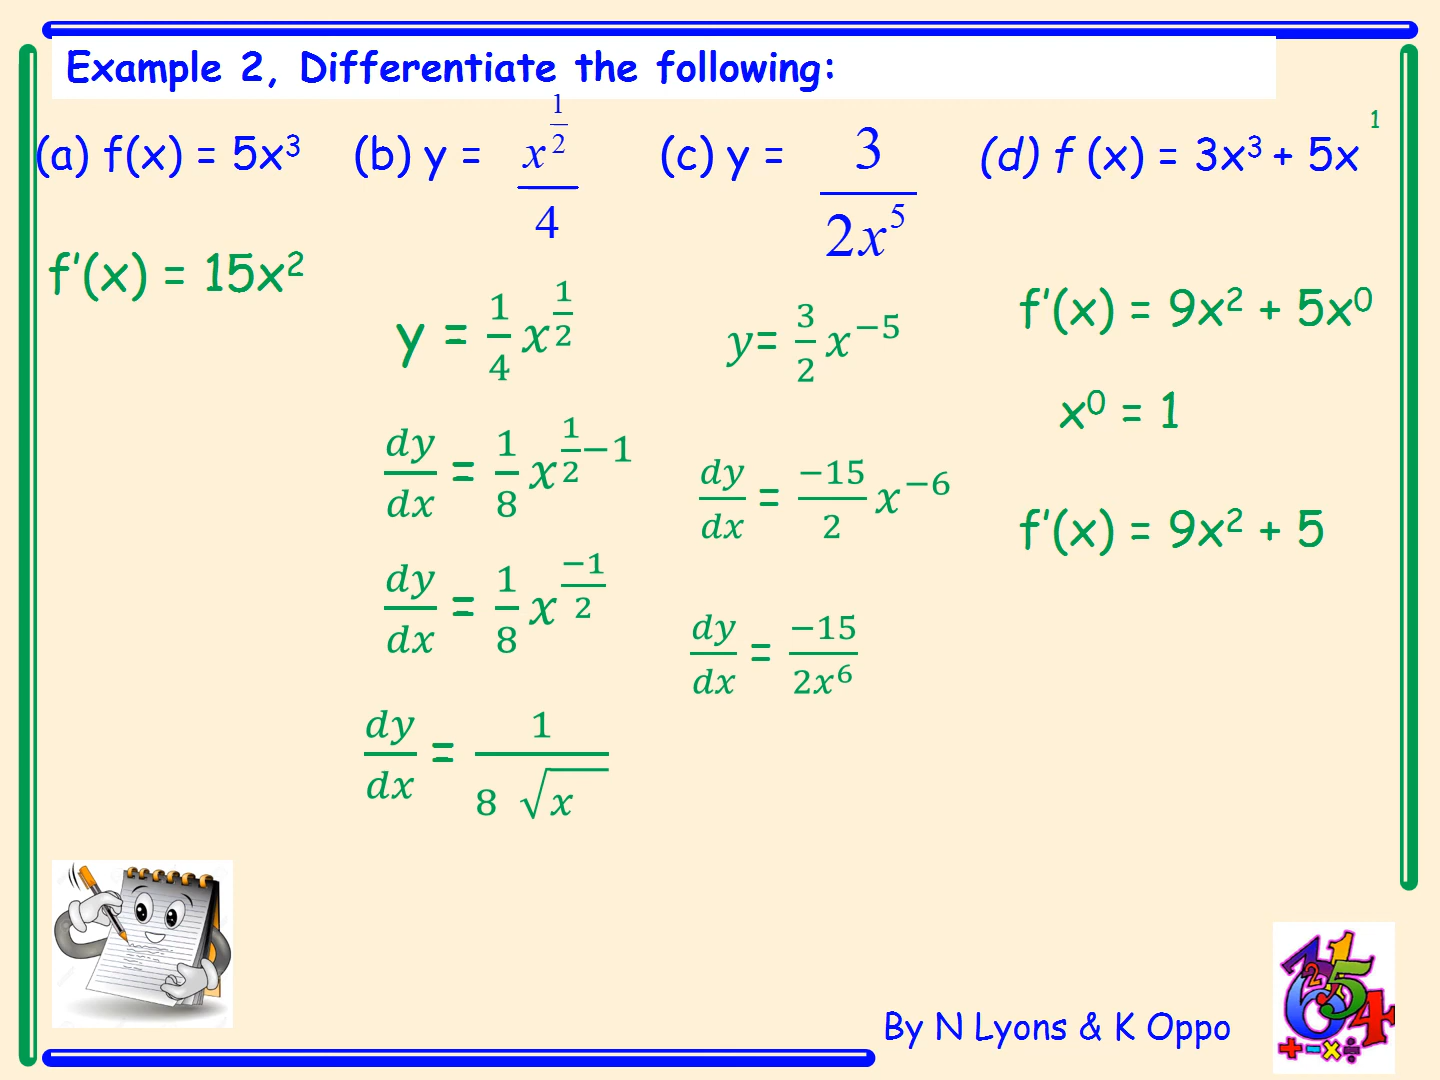 Example 2, Differentiate the following:
(a) f(x) = 5x³ (b) y = x^(1/2)/4 (c) y = 3/(2x⁵) (d) f (x) = 3x³ + 5x ¹
f'(x) = 15x²
y = 1/4 x^(1/2)
dy/dx = 1/8 x^(1/2 −1)
dy/dx = 1/8 x^(−1/2)
dy/dx = 1/(8 √x)
y= 3/2 x⁻⁵
dy/dx = −15/2 x⁻⁶
dy/dx = −15/(2x⁶)
f'(x) = 9x² + 5x⁰
x⁰ = 1
f'(x) = 9x² + 5
By N Lyons & K Oppo